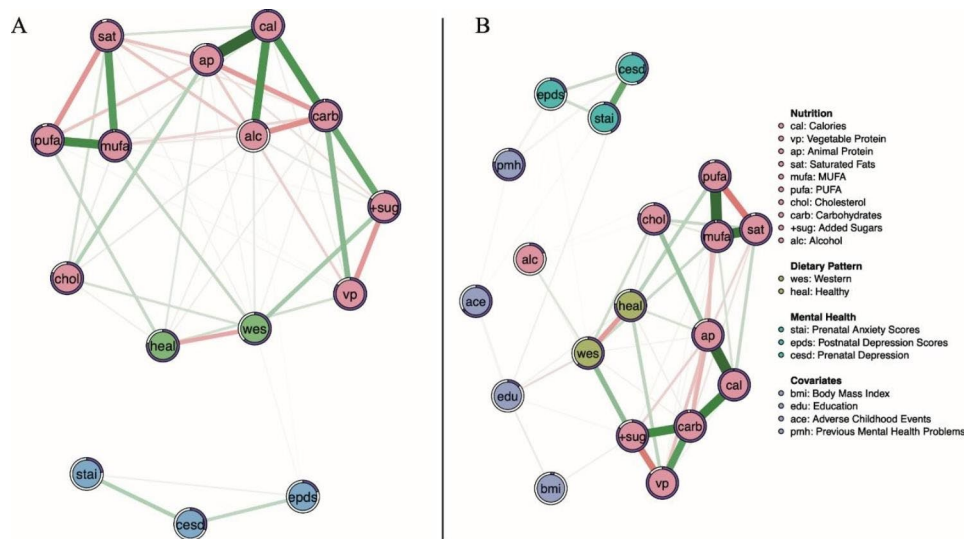 A
sat
cal
ap
pufa
mufa
alc
carb
+sug
chol
vp
wes
heal
stai
epds
cesd
B
cesd
epds
stai
pmh
pufa
chol
mufa
sat
alc
ace
heal
wes
ap
edu
cal
carb
+sug
vp
bmi
Nutrition
cal: Calories
vp: Vegetable Protein
ap: Animal Protein
sat: Saturated Fats
mufa: MUFA
pufa: PUFA
chol: Cholesterol
carb: Carbohydrates
+sug: Added Sugars
alc: Alcohol
Dietary Pattern
wes: Western
heal: Healthy
Mental Health
stai: Prenatal Anxiety Scores
epds: Postnatal Depression Scores
cesd: Prenatal Depression
Covariates
bmi: Body Mass Index
edu: Education
ace: Adverse Childhood Events
pmh: Previous Mental Health Problems